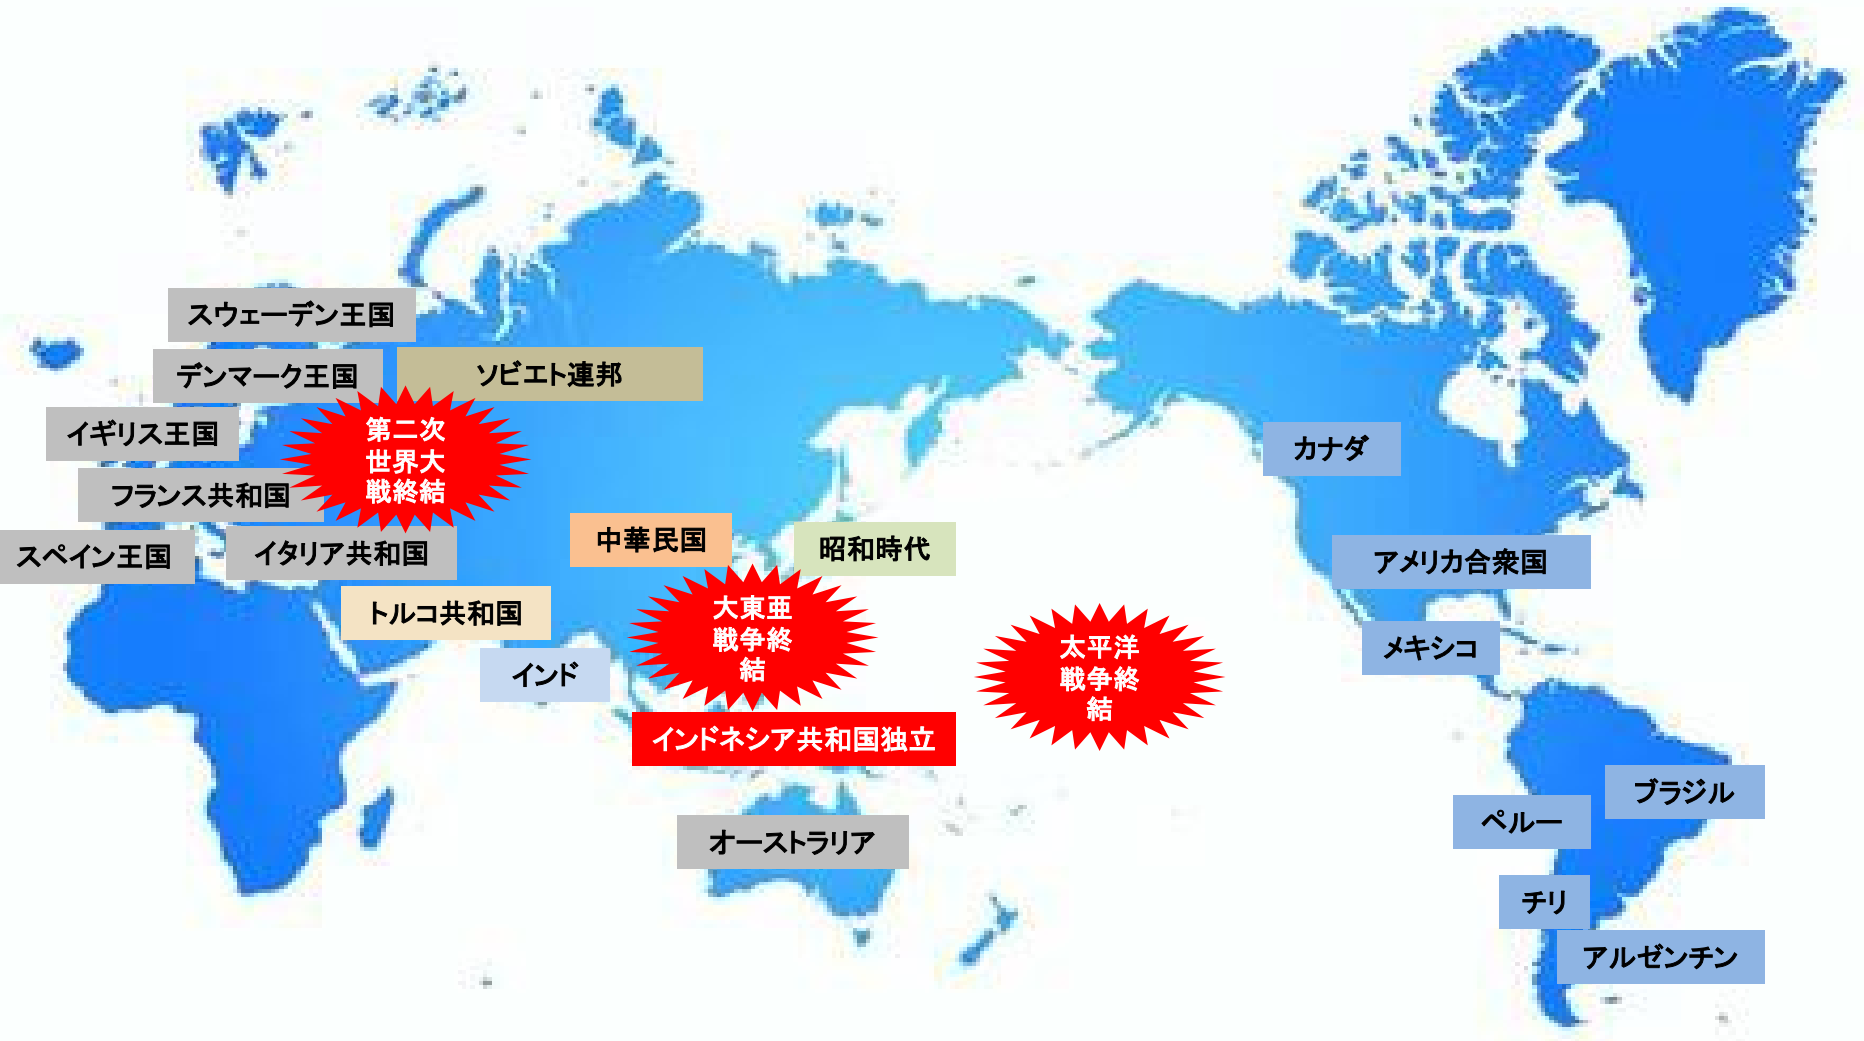 スウェーデン王国
デンマーク王国
ソビエト連邦
イギリス王国
第二次
世界大
戦終結
カナダ
フランス共和国
スペイン王国
イタリア共和国
中華民国
昭和時代
アメリカ合衆国
トルコ共和国
大東亜
戦争終
結
太平洋
戦争終
結
メキシコ
インド
インドネシア共和国独立
ブラジル
ペルー
オーストラリア
チリ
アルゼンチン